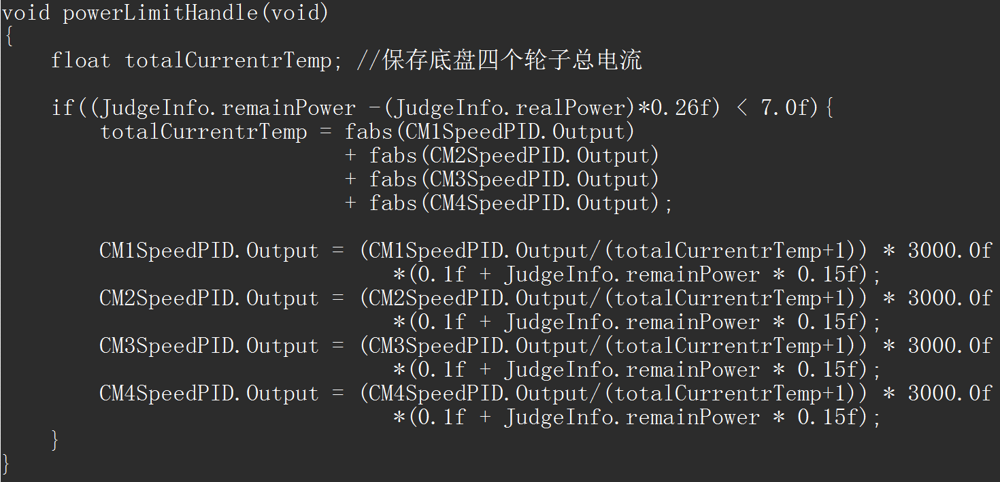 void powerLimitHandle(void)
{
    float totalCurrentrTemp; //保存底盘四个轮子总电流

    if((JudgeInfo.remainPower -(JudgeInfo.realPower)*0.26f) < 7.0f){
        totalCurrentrTemp = fabs(CM1SpeedPID.Output)
                            + fabs(CM2SpeedPID.Output)
                            + fabs(CM3SpeedPID.Output)
                            + fabs(CM4SpeedPID.Output);

        CM1SpeedPID.Output = (CM1SpeedPID.Output/(totalCurrentrTemp+1)) * 3000.0f
                                *(0.1f + JudgeInfo.remainPower * 0.15f);
        CM2SpeedPID.Output = (CM2SpeedPID.Output/(totalCurrentrTemp+1)) * 3000.0f
                                *(0.1f + JudgeInfo.remainPower * 0.15f);
        CM3SpeedPID.Output = (CM3SpeedPID.Output/(totalCurrentrTemp+1)) * 3000.0f
                                *(0.1f + JudgeInfo.remainPower * 0.15f);
        CM4SpeedPID.Output = (CM4SpeedPID.Output/(totalCurrentrTemp+1)) * 3000.0f
                                *(0.1f + JudgeInfo.remainPower * 0.15f);
    }
}